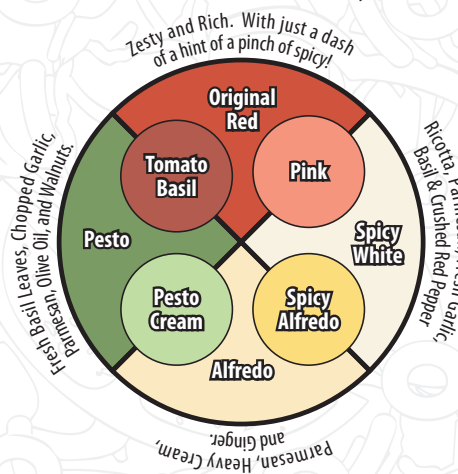 Zesty and Rich. With just a dash
of a hint of a pinch of spicy!
Original
Red
Tomato
Basil
Pink
Fresh Basil Leaves, Chopped Garlic,
Parmesan, Olive Oil, and Walnuts.
Pesto
Spicy
White
Ricotta, Garlic,
Basil & Crushed Red Pepper
Pesto
Cream
Spicy
Alfredo
Alfredo
Parmesan, Heavy Cream,
and Ginger.